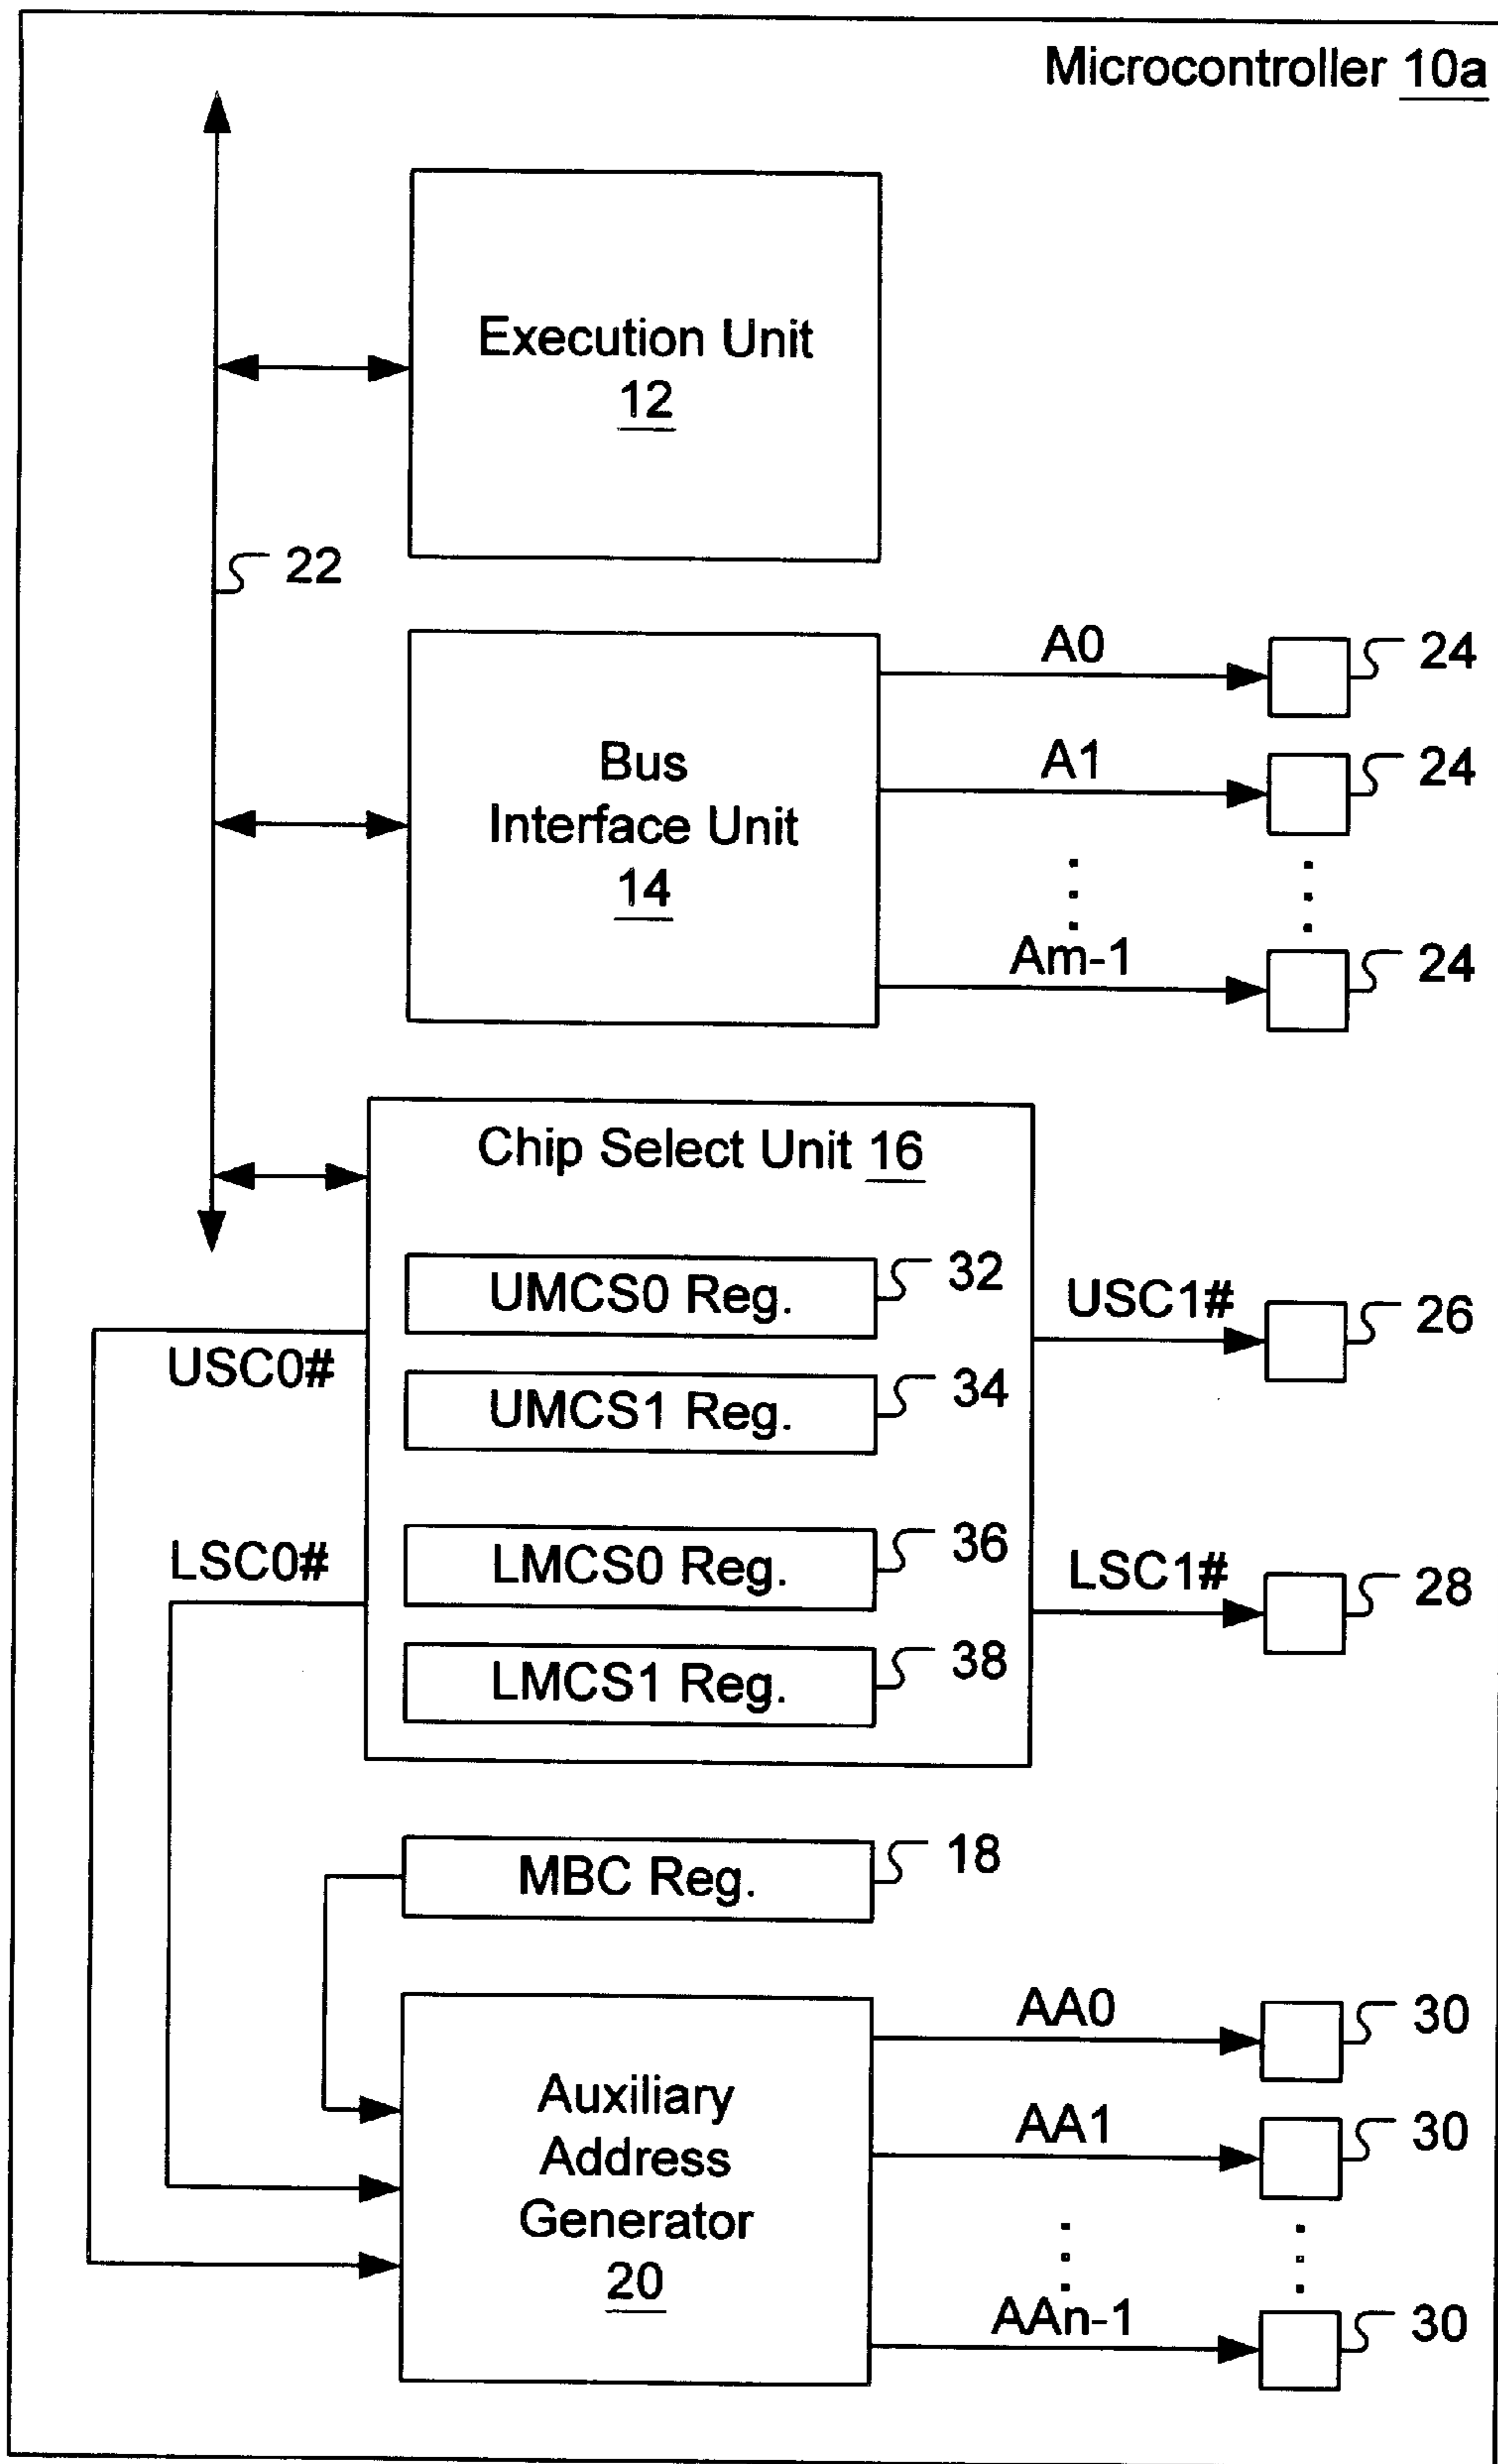 Microcontroller 10a
Execution Unit
12
22
A0
24
Bus
Interface Unit
14
A1
24
Am-1
24
Chip Select Unit 16
UMCS0 Reg.
32
USC1#
26
USC0#
UMCS1 Reg.
34
LSC0#
LMCS0 Reg.
36
LSC1#
28
LMCS1 Reg.
38
MBC Reg.
18
AA0
30
Auxiliary
Address
Generator
20
AA1
30
AAn-1
30